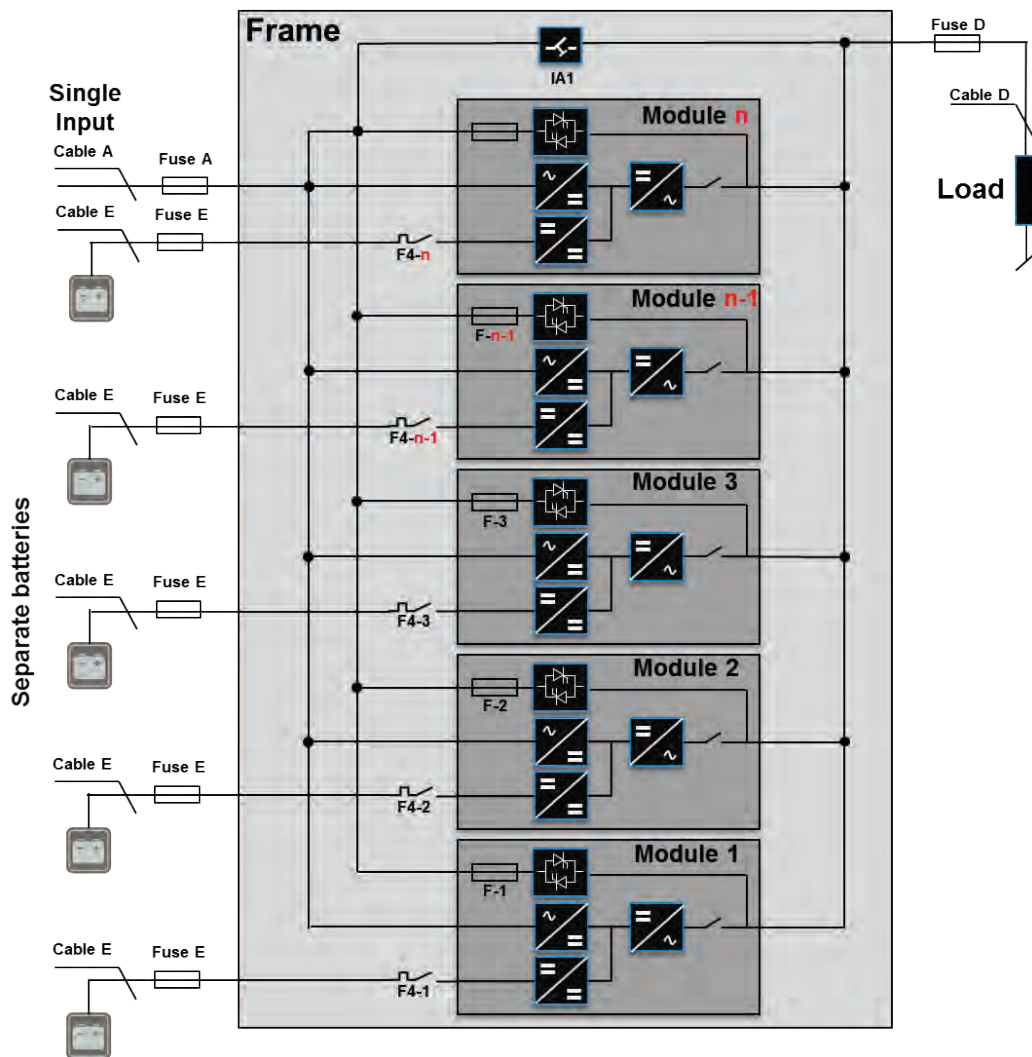 Frame
Fuse D
IA1
Single
Input
Cable A
Fuse A
Cable D
Module n
Load
Cable E
Fuse E
F4-n
Module n-1
F-n-1
Cable E
Fuse E
F4-n-1
Module 3
F-3
Separate batteries
Cable E
Fuse E
F4-3
Module 2
F-2
Cable E
Fuse E
F4-2
Module 1
F-1
Cable E
Fuse E
F4-1